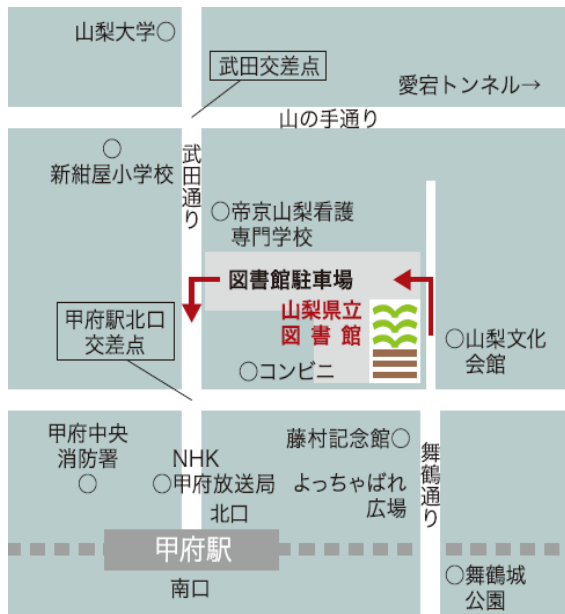 山梨大学○
武田交差点
愛宕トンネル→
山の手通り
○
新紺屋小学校
武田通り
○帝京山梨看護
専門学校
図書館駐車場
山梨県立
図書館
甲府駅北口
交差点
○山梨文化
会館
○コンビニ
甲府中央
消防署
○
NHK
○甲府放送局
北口
藤村記念館○
よっちゃばれ
広場
舞鶴通り
甲府駅
南口
○舞鶴城
公園